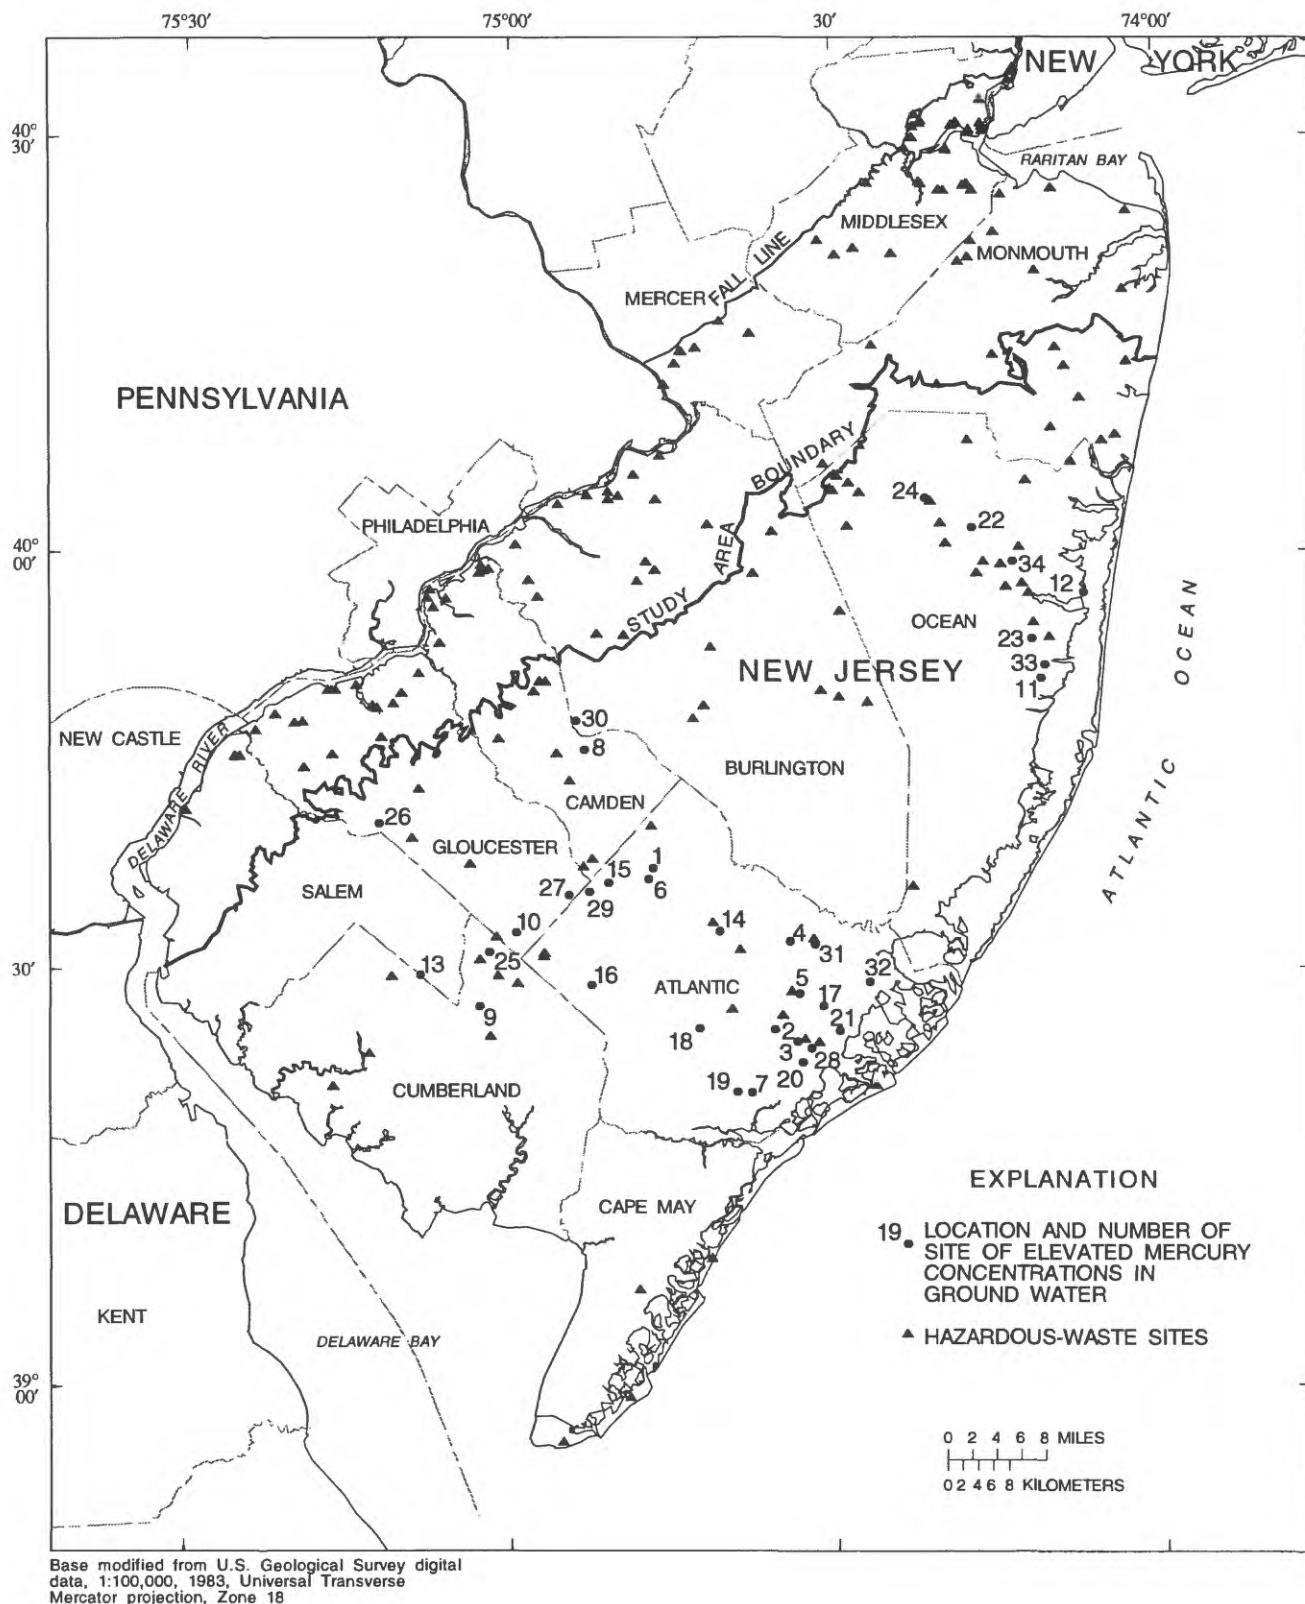 75°30′ 75°00′ 30′ 74°00′
NEW YORK
40°
30′
RARITAN BAY
MIDDLESEX
MONMOUTH
FALL LINE
MERCER
PENNSYLVANIA
BOUNDARY
24
22
PHILADELPHIA
AREA
40°
00′
34
12
STUDY
OCEAN
23
NEW JERSEY
33
11
ATLANTIC OCEAN
30
NEW CASTLE
8
DELAWARE RIVER
BURLINGTON
CAMDEN
26
GLOUCESTER
1
15
6
SALEM
27
29
10
14
4
31
30′
13
25
16
ATLANTIC
5
32
9
17
21
18
2
3
28
20
19
7
CUMBERLAND
DELAWARE
CAPE MAY
KENT
DELAWARE BAY
39°
00′
EXPLANATION
19 LOCATION AND NUMBER OF
SITE OF ELEVATED MERCURY
CONCENTRATIONS IN
GROUND WATER
HAZARDOUS-WASTE SITES
0 2 4 6 8 MILES
0 2 4 6 8 KILOMETERS
Base modified from U.S. Geological Survey digital
data, 1:100,000, 1983, Universal Transverse
Mercator projection, Zone 18